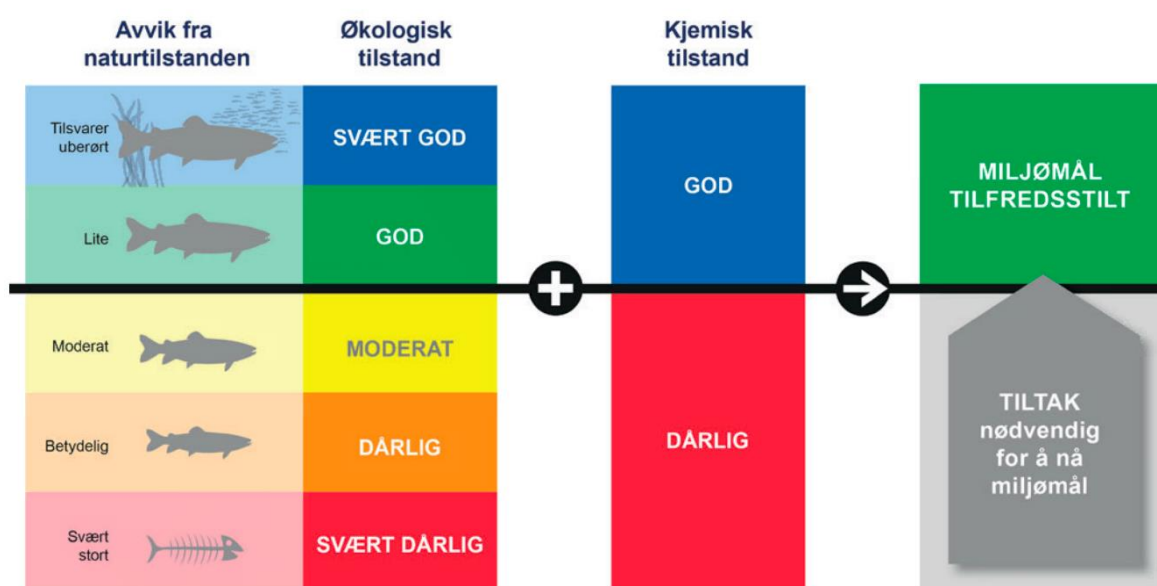 Avvik fra
naturtilstanden
Økologisk
tilstand
Kjemisk
tilstand
Tilsvarer
uberørt
SVÆRT GOD
Lite
GOD
GOD
MILJØMÅL
TILFREDSSTILT
Moderat
MODERAT
Betydelig
DÅRLIG
DÅRLIG
Svært
stort
SVÆRT DÅRLIG
TILTAK
nødvendig
for å nå
miljømål